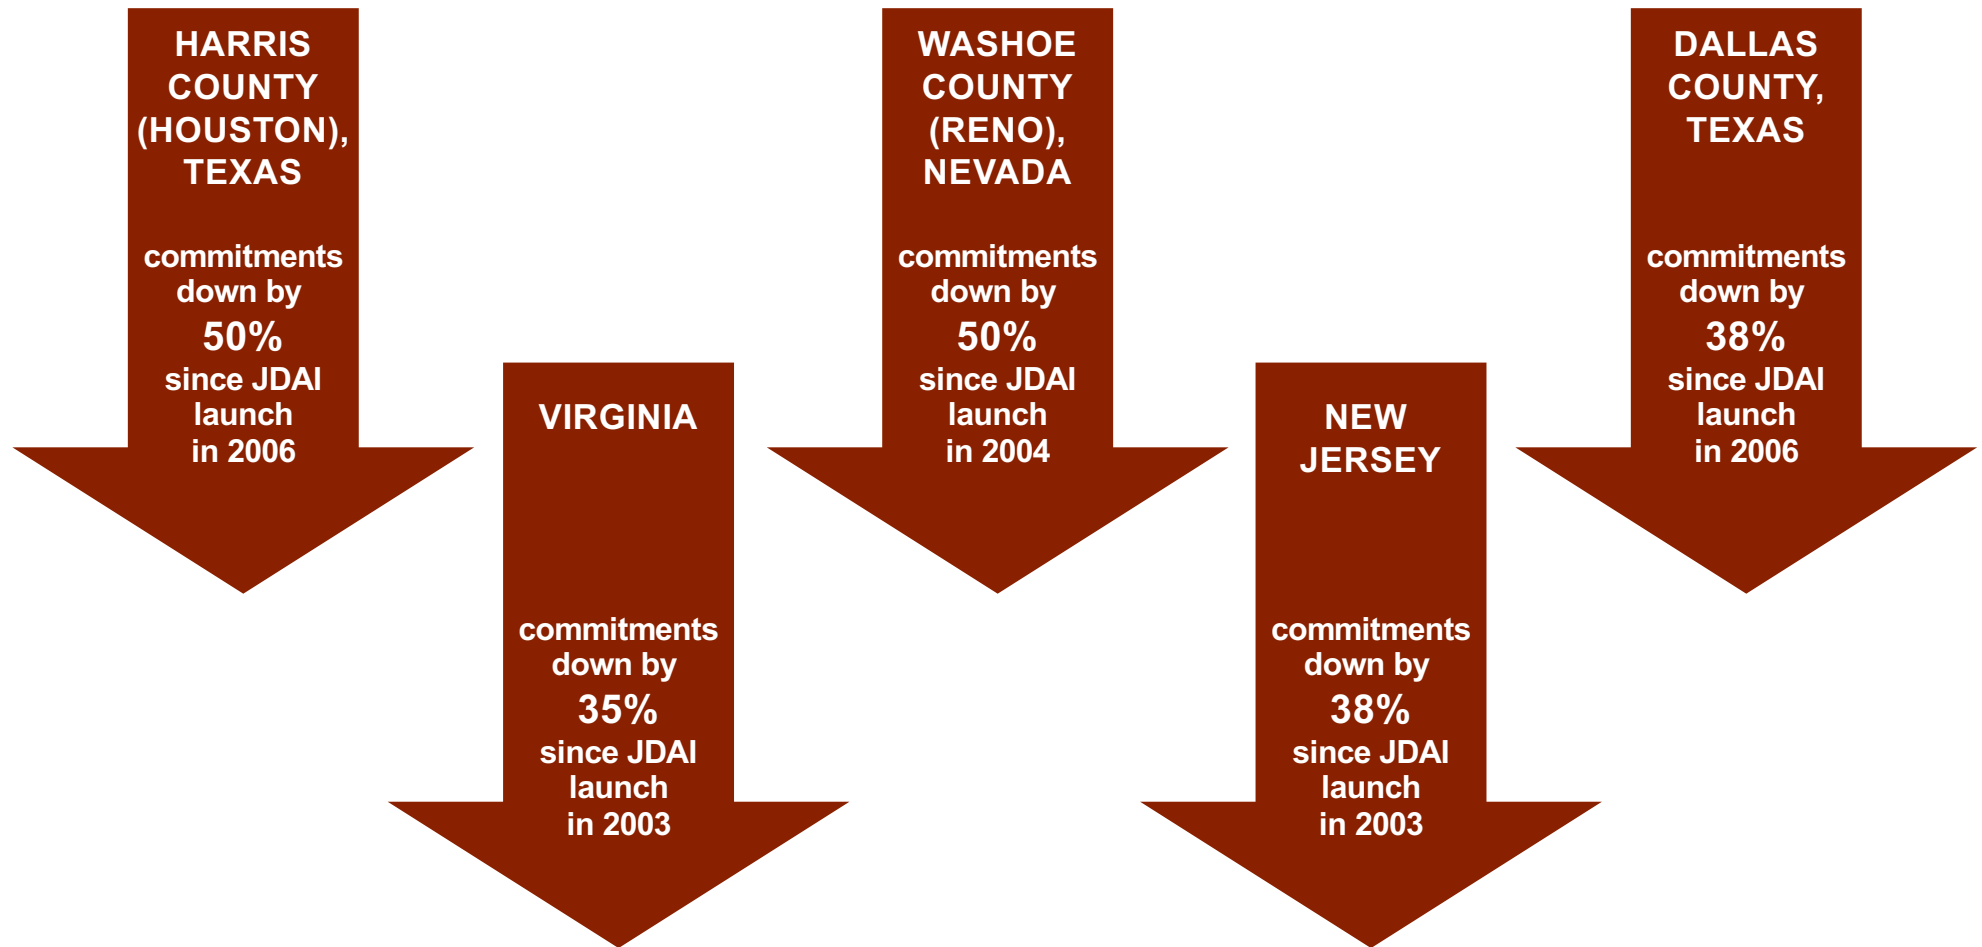 HARRIS
COUNTY
(HOUSTON),
TEXAS
commitments
down by
50%
since JDAI
launch
in 2006
VIRGINIA
commitments
down by
35%
since JDAI
launch
in 2003
WASHOE
COUNTY
(RENO),
NEVADA
commitments
down by
50%
since JDAI
launch
in 2004
NEW
JERSEY
commitments
down by
38%
since JDAI
launch
in 2003
DALLAS
COUNTY,
TEXAS
commitments
down by
38%
since JDAI
launch
in 2006